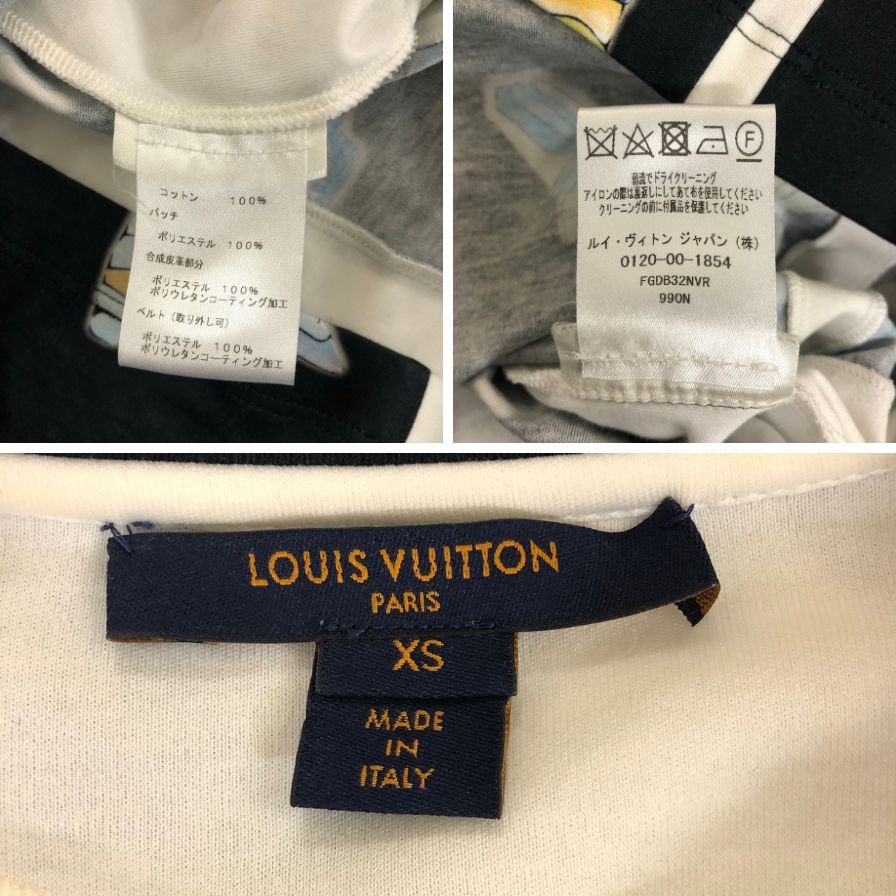 コットン 100%
パッチ
ポリエステル 100%
合成皮革部分
ポリエステル 100%
ポリウレタンコーティング加工
ベルト (取り外し可)
ポリエステル 100%
ポリウレタンコーティング加工
F
弱流でドライクリーニング
アイロンの際は裏返しにしてあて布を使用してください
クリーニングの前に付属品を保護してください
ルイ・ヴィトン ジャパン (株)
0120-00-1854
FGDB32NVR
990N
LOUIS VUITTON
PARIS
XS
MADE
IN
ITALY